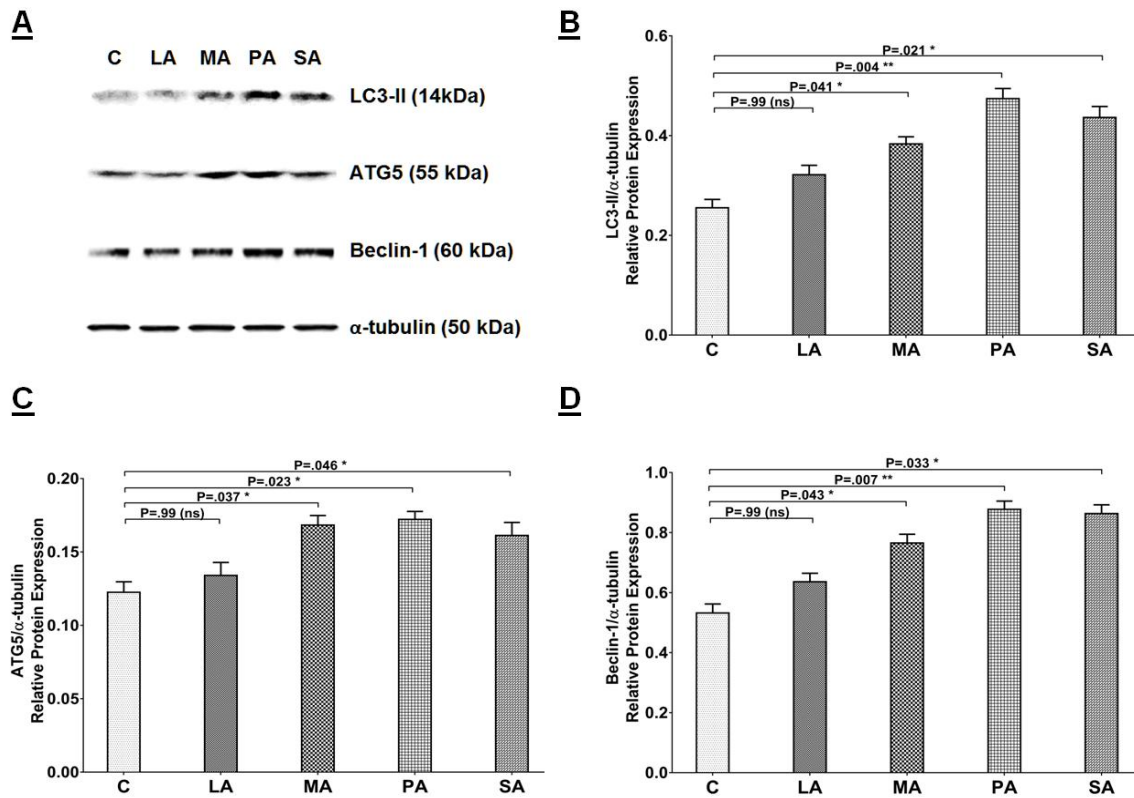 A
C LA MA PA SA
LC3-II (14kDa)
ATG5 (55 kDa)
Beclin-1 (60 kDa)
α-tubulin (50 kDa)
B
LC3-II/α-tubulin
Relative Protein Expression
0.6
0.4
0.2
0.0
P=.021 *
P=.004 **
P=.041 *
P=.99 (ns)
C LA MA PA SA
C
ATG5/α-tubulin
Relative Protein Expression
0.20
0.15
0.10
0.05
0.00
P=.046 *
P=.023 *
P=.037 *
P=.99 (ns)
C LA MA PA SA
D
Beclin-1/α-tubulin
Relative Protein Expression
1.0
0.8
0.6
0.4
0.2
0.0
P=.033 *
P=.007 **
P=.043 *
P=.99 (ns)
C LA MA PA SA